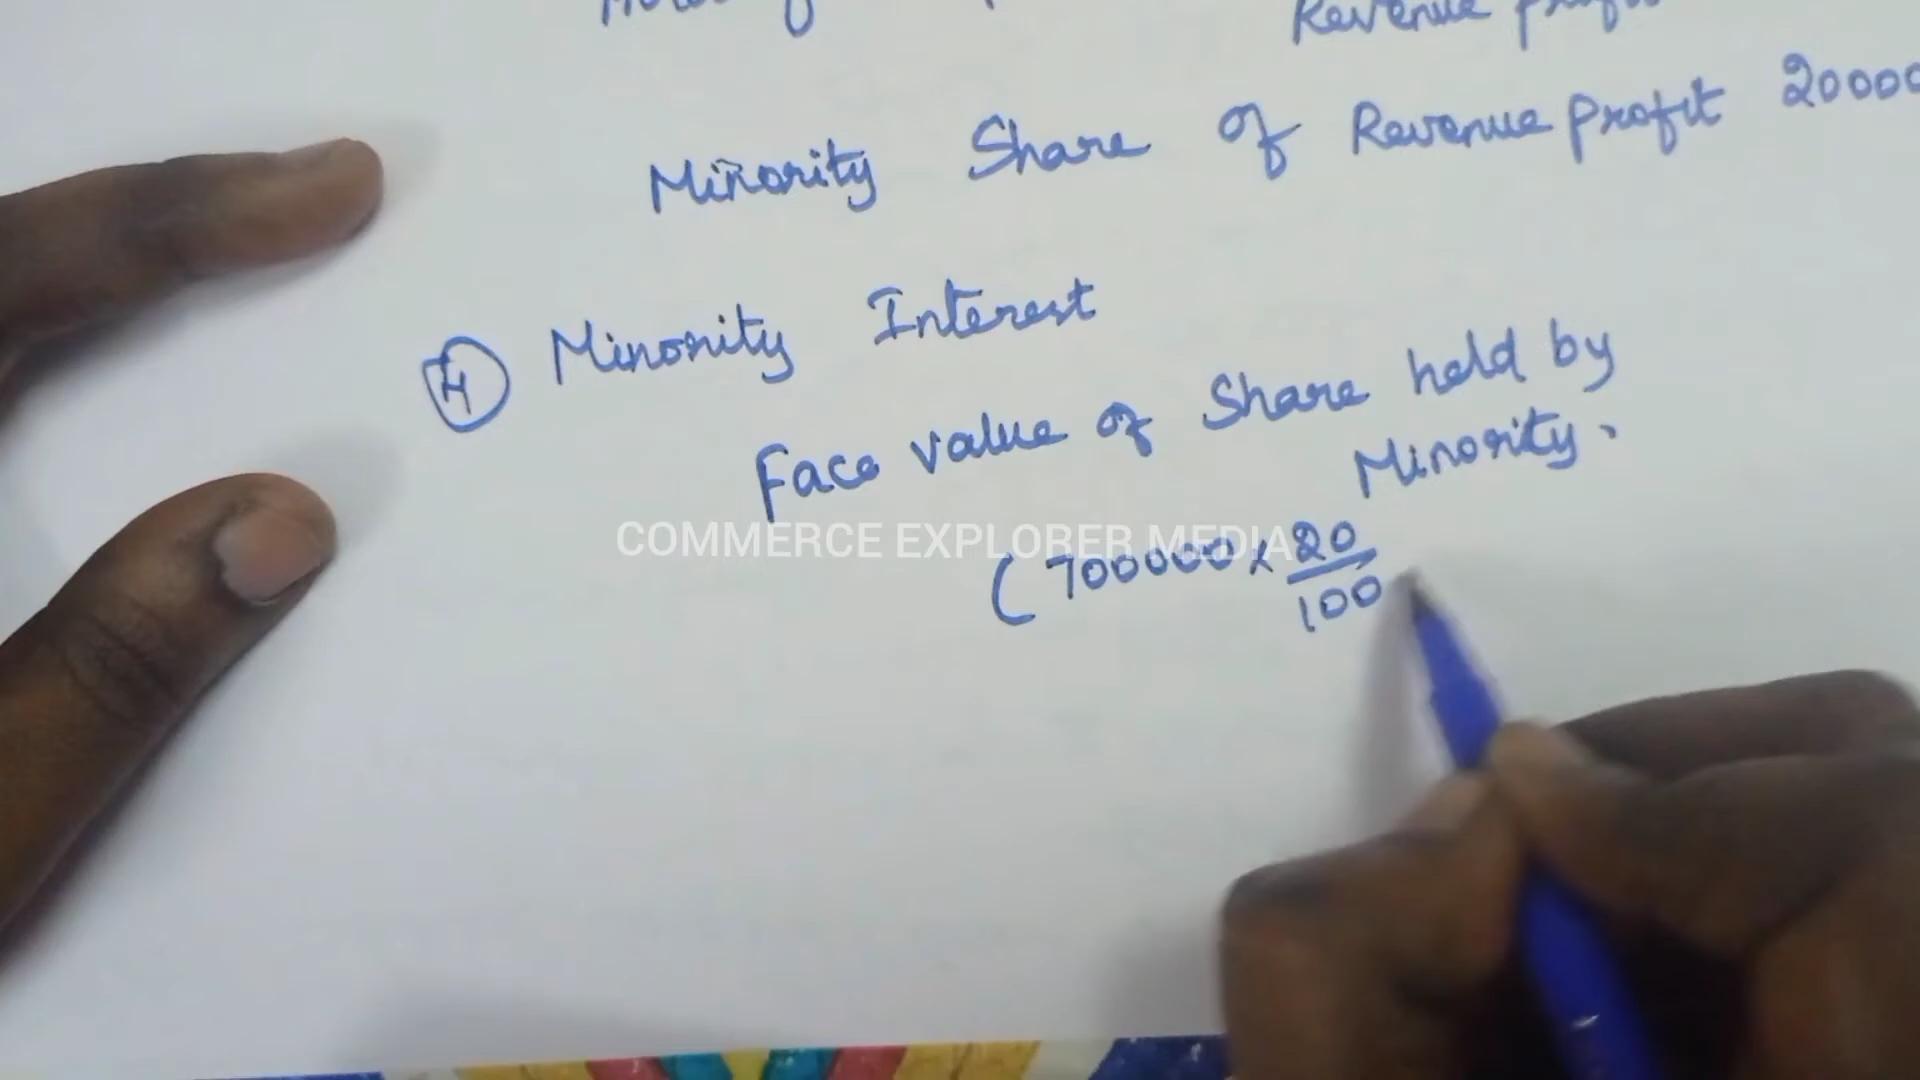 Revenue profit
Minority Share of Revenue profit 20000
④ Minority Interest
Face value of Share held by
Minority.
COMMERCE EXPLORER MEDIA
(700000 × 20/100